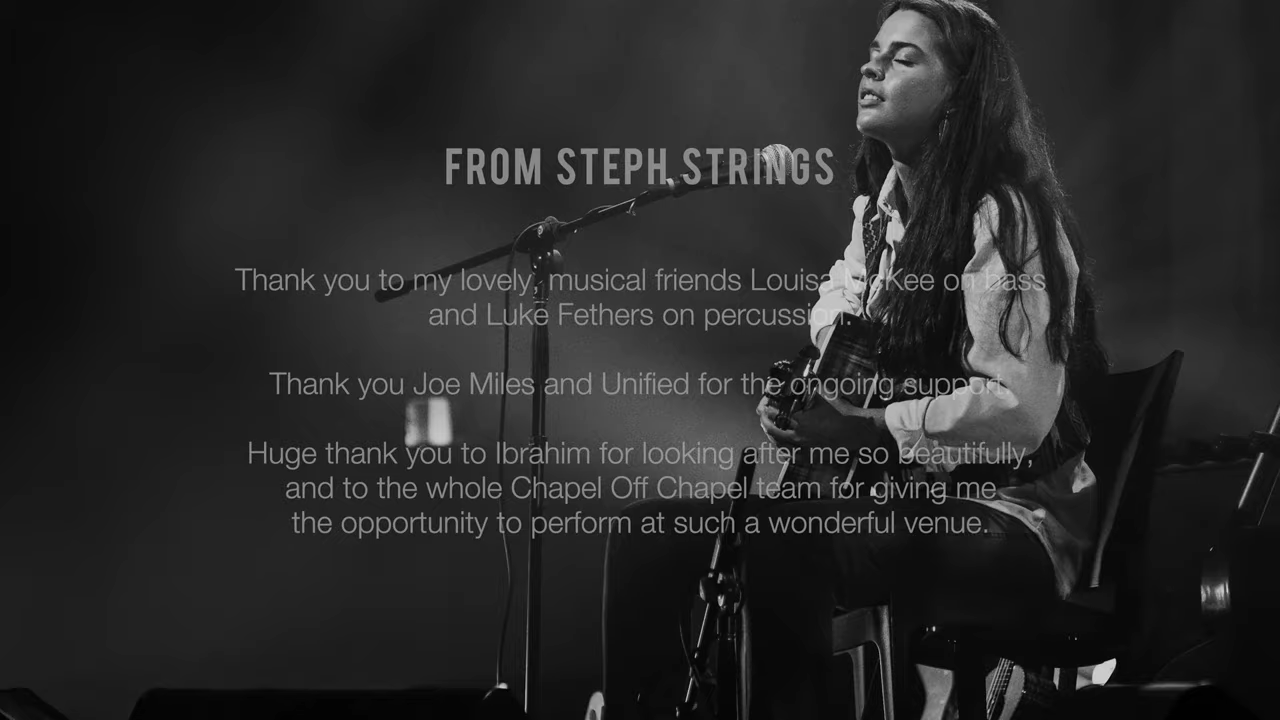 FROM STEPH STRINGS
Thank you to my lovely, musical friends Louisa McKee on bass
and Luke Fethers on percussion.
Thank you Joe Miles and Unified for the ongoing support.
Huge thank you to Ibrahim for looking after me so beautifully,
and to the whole Chapel Off Chapel team for giving me
the opportunity to perform at such a wonderful venue.